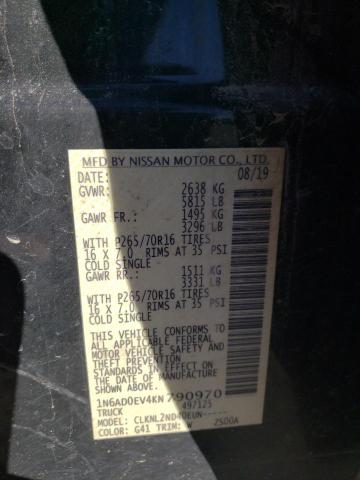 MFD BY NISSAN MOTOR CO., LTD.
DATE: 08/19
GVWR: 2638 KG
5815 LB
GAWR FR.: 1495 KG
3296 LB
WITH P265/70R16 TIRES
16 X 7.0 RIMS AT 35 PSI
COLD SINGLE
GAWR RR.: 1511 KG
3331 LB
WITH P265/70R16 TIRES
16 X 7.0 RIMS AT 35 PSI
COLD SINGLE
THIS VEHICLE CONFORMS TO
ALL APPLICABLE FEDERAL
MOTOR VEHICLE SAFETY
STANDARDS IN EFFECT ON THE
DATE OF MANUFACTURE
SHOWN ABOVE.
1N6AD0EV4KN790970
TRUCK 497125
CLKNL2ND4DEUN-----
COLOR: G41 TRIM: W Z500A